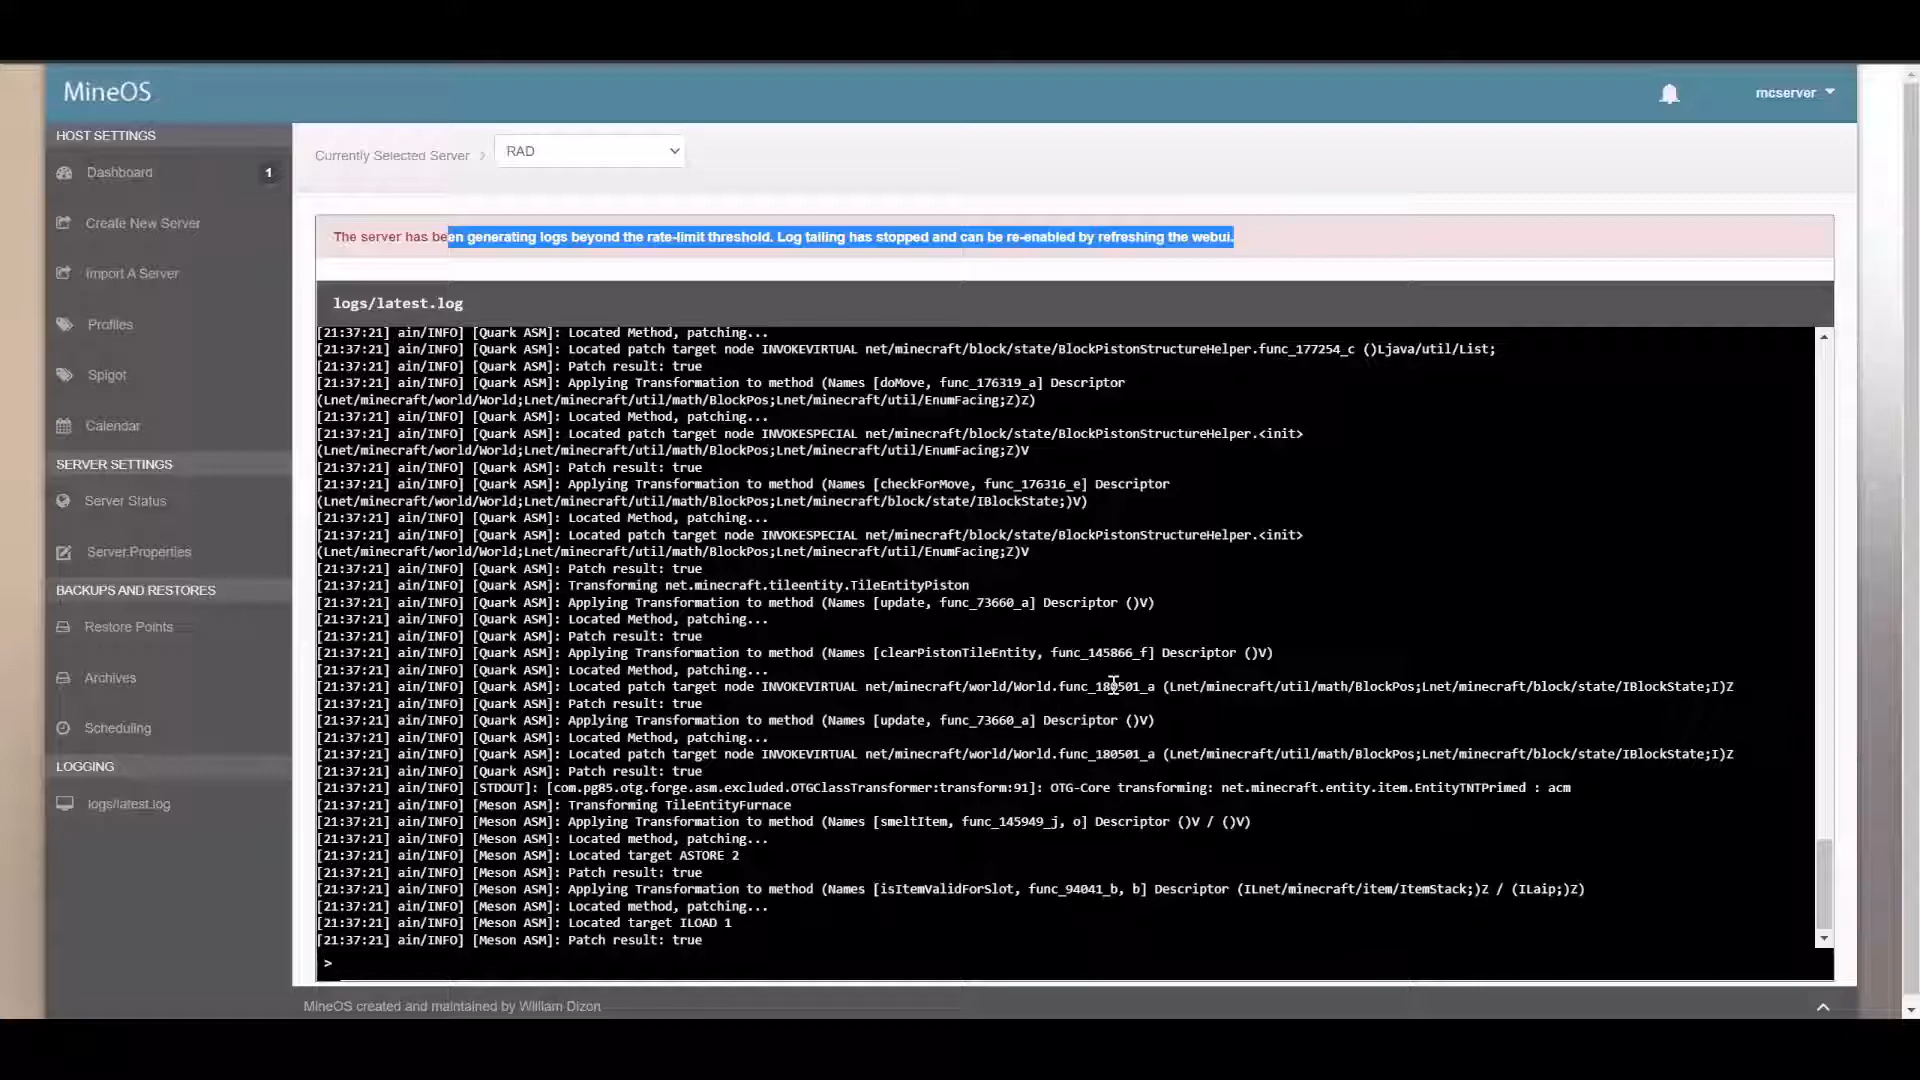 MineOS
mcserver
HOST SETTINGS
Dashboard 1
Create New Server
Import A Server
Profiles
Spigot
Calendar
SERVER SETTINGS
Server Status
Server.Properties
BACKUPS AND RESTORES
Restore Points
Archives
Scheduling
LOGGING
logs/latest.log
Currently Selected Server > RAD
The server has been generating logs beyond the rate-limit threshold. Log tailing has stopped and can be re-enabled by refreshing the webui.
logs/latest.log
[21:37:21] ain/INFO] [Quark ASM]: Located Method, patching...
[21:37:21] ain/INFO] [Quark ASM]: Located patch target node INVOKEVIRTUAL net/minecraft/block/state/BlockPistonStructureHelper.func_177254_c ()Ljava/util/List;
[21:37:21] ain/INFO] [Quark ASM]: Patch result: true
[21:37:21] ain/INFO] [Quark ASM]: Applying Transformation to method (Names [doMove, func_176319_a] Descriptor
(Lnet/minecraft/world/World;Lnet/minecraft/util/math/BlockPos;Lnet/minecraft/util/EnumFacing;Z)Z)
[21:37:21] ain/INFO] [Quark ASM]: Located Method, patching...
[21:37:21] ain/INFO] [Quark ASM]: Located patch target node INVOKESPECIAL net/minecraft/block/state/BlockPistonStructureHelper.<init>
(Lnet/minecraft/world/World;Lnet/minecraft/util/math/BlockPos;Lnet/minecraft/util/EnumFacing;Z)V
[21:37:21] ain/INFO] [Quark ASM]: Patch result: true
[21:37:21] ain/INFO] [Quark ASM]: Applying Transformation to method (Names [checkForMove, func_176316_e] Descriptor
(Lnet/minecraft/world/World;Lnet/minecraft/util/math/BlockPos;Lnet/minecraft/block/state/IBlockState;)V)
[21:37:21] ain/INFO] [Quark ASM]: Located Method, patching...
[21:37:21] ain/INFO] [Quark ASM]: Located patch target node INVOKESPECIAL net/minecraft/block/state/BlockPistonStructureHelper.<init>
(Lnet/minecraft/world/World;Lnet/minecraft/util/math/BlockPos;Lnet/minecraft/util/EnumFacing;Z)V
[21:37:21] ain/INFO] [Quark ASM]: Patch result: true
[21:37:21] ain/INFO] [Quark ASM]: Transforming net.minecraft.tileentity.TileEntityPiston
[21:37:21] ain/INFO] [Quark ASM]: Applying Transformation to method (Names [update, func_73660_a] Descriptor ()V)
[21:37:21] ain/INFO] [Quark ASM]: Located Method, patching...
[21:37:21] ain/INFO] [Quark ASM]: Patch result: true
[21:37:21] ain/INFO] [Quark ASM]: Applying Transformation to method (Names [clearPistonTileEntity, func_145866_f] Descriptor ()V)
[21:37:21] ain/INFO] [Quark ASM]: Located Method, patching...
[21:37:21] ain/INFO] [Quark ASM]: Located patch target node INVOKEVIRTUAL net/minecraft/world/World.func_180501_a (Lnet/minecraft/util/math/BlockPos;Lnet/minecraft/block/state/IBlockState;I)Z
[21:37:21] ain/INFO] [Quark ASM]: Patch result: true
[21:37:21] ain/INFO] [Quark ASM]: Applying Transformation to method (Names [update, func_73660_a] Descriptor ()V)
[21:37:21] ain/INFO] [Quark ASM]: Located Method, patching...
[21:37:21] ain/INFO] [Quark ASM]: Located patch target node INVOKEVIRTUAL net/minecraft/world/World.func_180501_a (Lnet/minecraft/util/math/BlockPos;Lnet/minecraft/block/state/IBlockState;I)Z
[21:37:21] ain/INFO] [Quark ASM]: Patch result: true
[21:37:21] ain/INFO] [STDOUT]: [com.pg85.otg.forge.asm.excluded.OTGClassTransformer:transform:91]: OTG-Core transforming: net.minecraft.entity.item.EntityTNTPrimed : acm
[21:37:21] ain/INFO] [Meson ASM]: Transforming TileEntityFurnace
[21:37:21] ain/INFO] [Meson ASM]: Applying Transformation to method (Names [smeltItem, func_145949_j, o] Descriptor ()V / ()V)
[21:37:21] ain/INFO] [Meson ASM]: Located method, patching...
[21:37:21] ain/INFO] [Meson ASM]: Located target ASTORE 2
[21:37:21] ain/INFO] [Meson ASM]: Patch result: true
[21:37:21] ain/INFO] [Meson ASM]: Applying Transformation to method (Names [isItemValidForSlot, func_94041_b, b] Descriptor (ILnet/minecraft/item/ItemStack;)Z / (ILaip;)Z)
[21:37:21] ain/INFO] [Meson ASM]: Located method, patching...
[21:37:21] ain/INFO] [Meson ASM]: Located target ILOAD 1
[21:37:21] ain/INFO] [Meson ASM]: Patch result: true
>
MineOS created and maintained by William Dizon